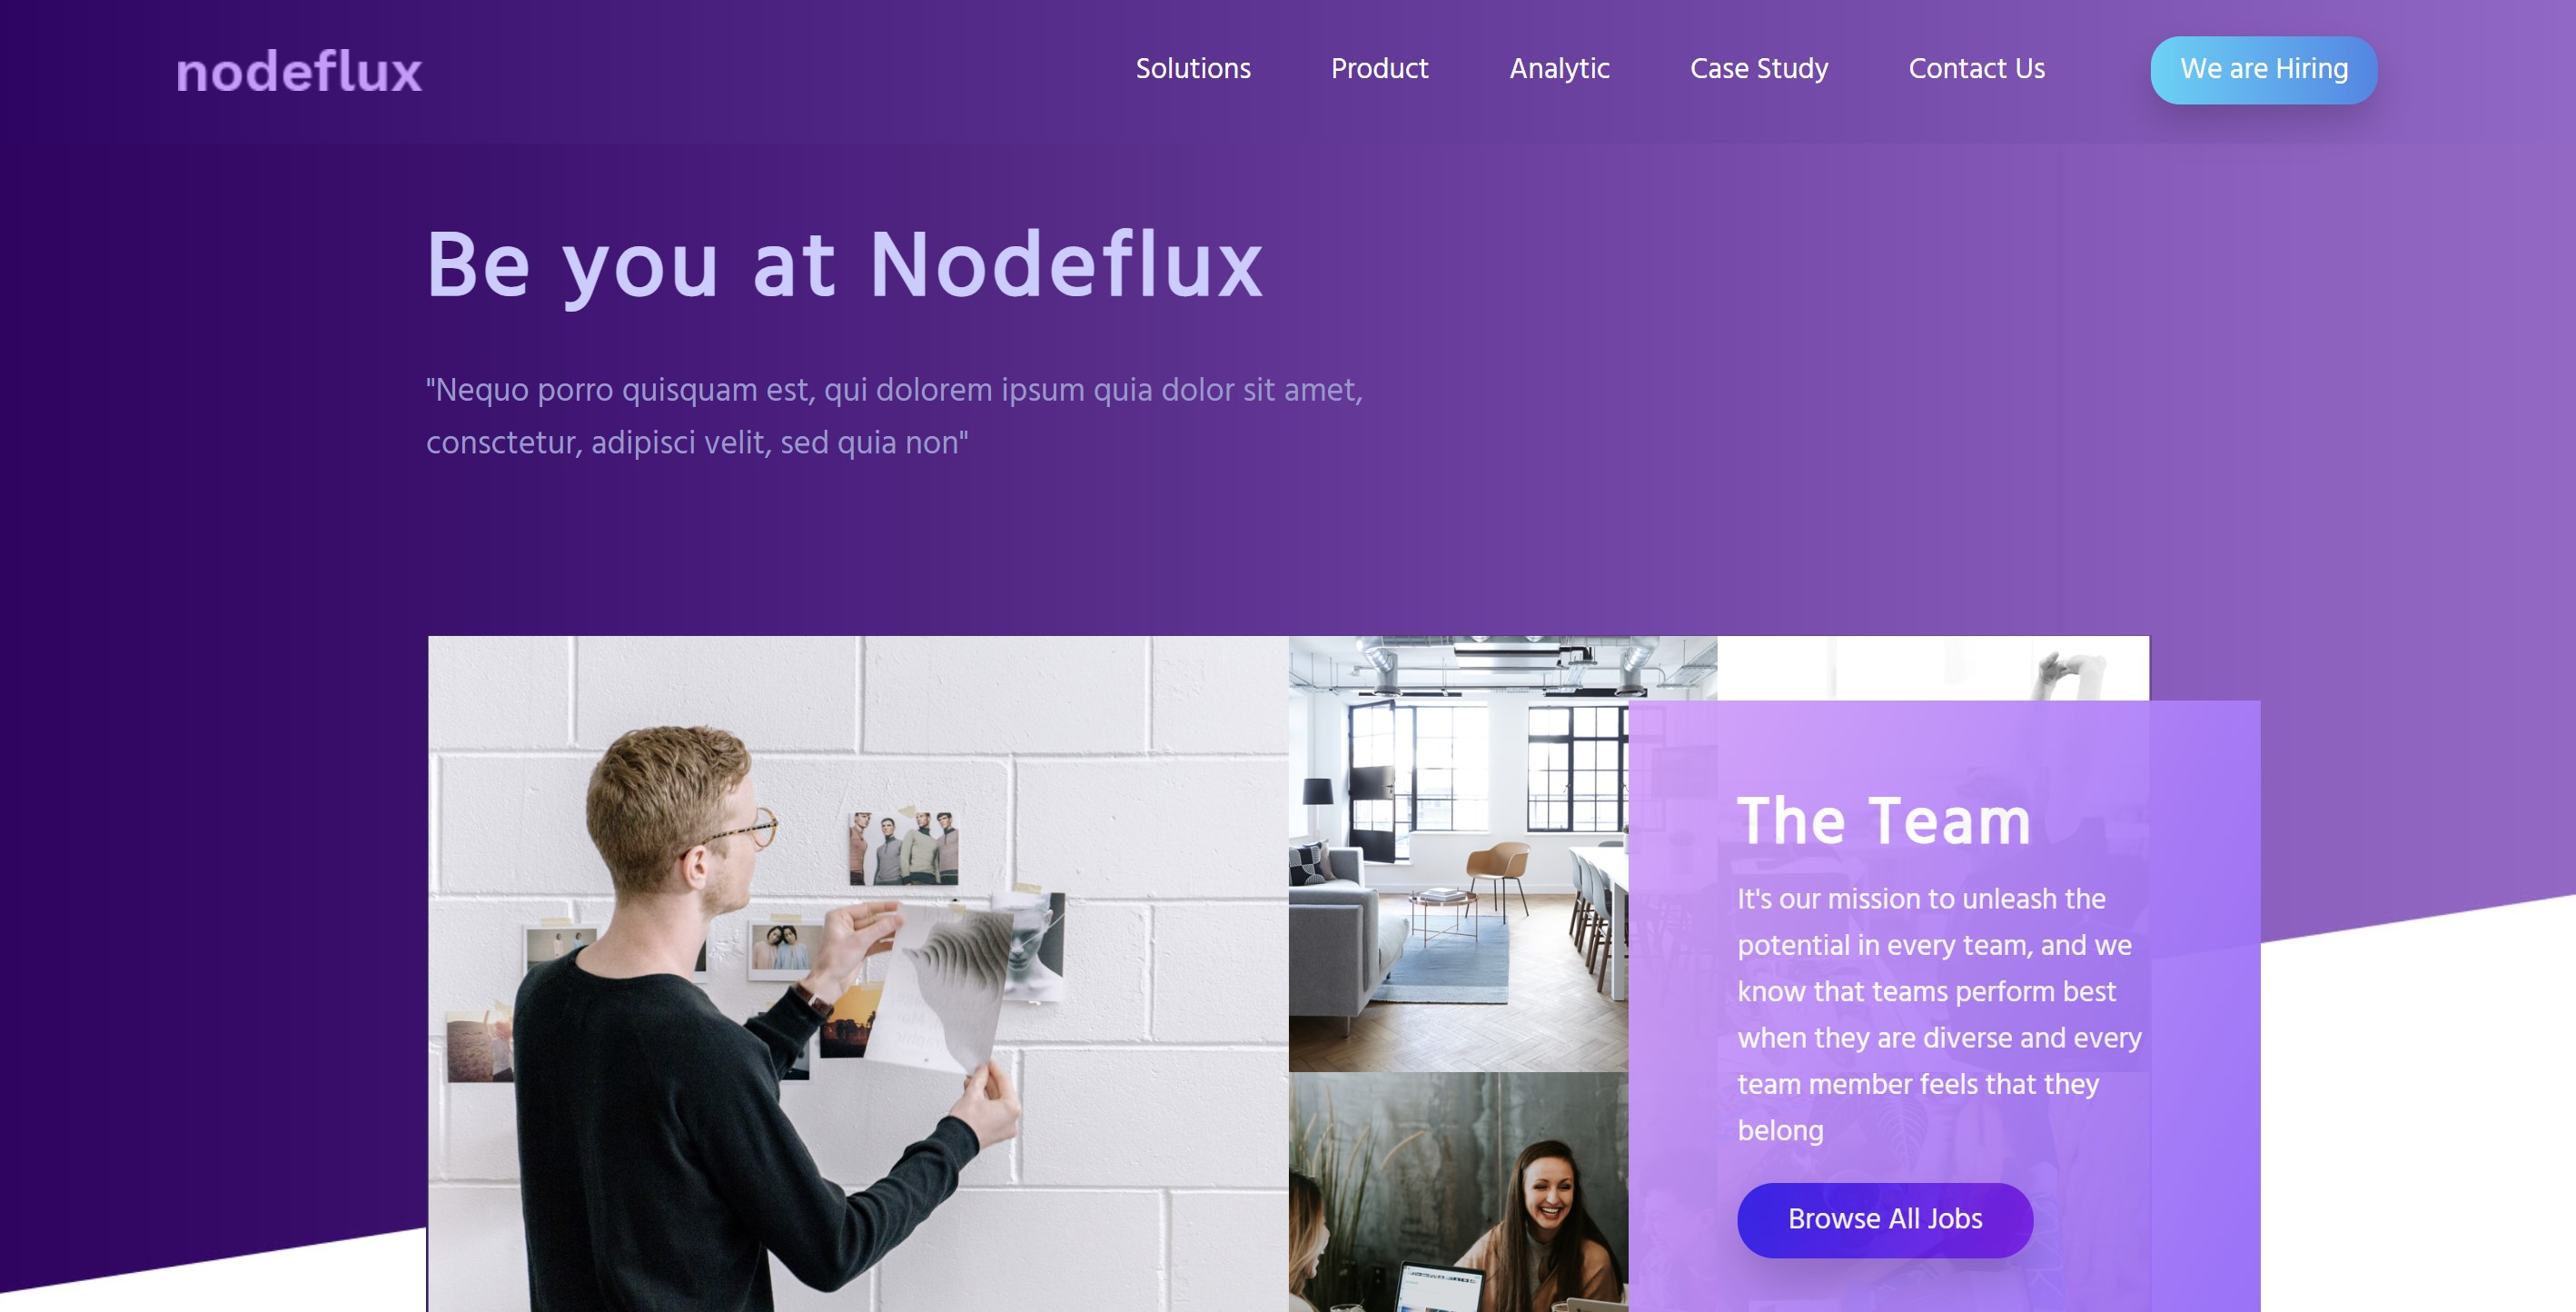 nodeflux
Solutions
Product
Analytic
Case Study
Contact Us
We are Hiring
Be you at Nodeflux
"Nequo porro quisquam est, qui dolorem ipsum quia dolor sit amet,
consctetur, adipisci velit, sed quia non"
The Team
It's our mission to unleash the
potential in every team, and we
know that teams perform best
when they are diverse and every
team member feels that they
belong
Browse All Jobs